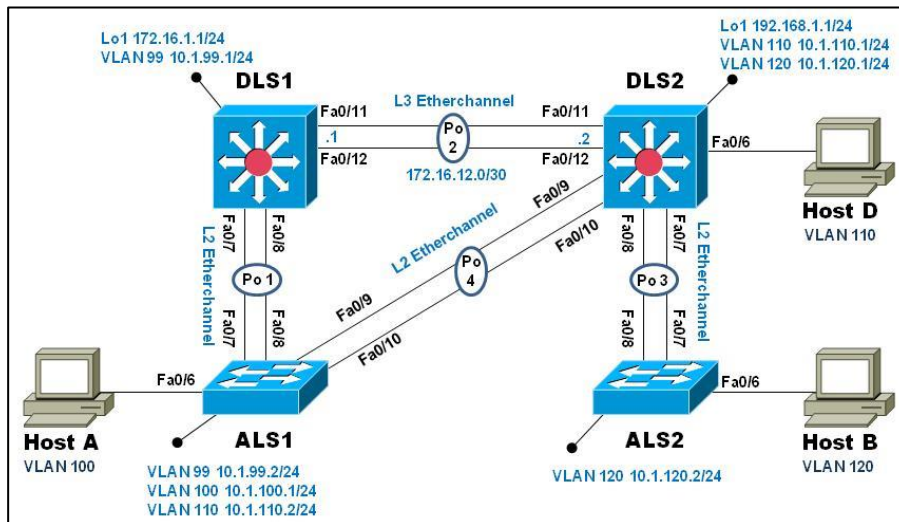 Lo1 172.16.1.1/24
VLAN 99 10.1.99.1/24
DLS1
Lo1 192.168.1.1/24
VLAN 110 10.1.110.1/24
VLAN 120 10.1.120.1/24
DLS2
L3 Etherchannel
Fa0/11
Fa0/11
.1
Po
2
.2
Fa0/12
Fa0/12
172.16.12.0/30
Fa0/6
Host D
VLAN 110
Fa0/7
Fa0/8
L2 Etherchannel
Po 1
Fa0/7
Fa0/8
Fa0/9
Fa0/10
L2 Etherchannel
Po
4
Fa0/9
Fa0/10
Fa0/8
Fa0/7
L2 Etherchannel
Po 3
Fa0/8
Fa0/7
Fa0/6
Host A
VLAN 100
ALS1
VLAN 99 10.1.99.2/24
VLAN 100 10.1.100.1/24
VLAN 110 10.1.110.2/24
Fa0/6
ALS2
VLAN 120 10.1.120.2/24
Host B
VLAN 120